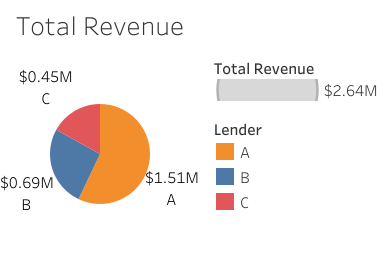 Total Revenue
$0.45M
C
$0.69M
B
$1.51M
A
Total Revenue
$2.64M
Lender
A
B
C